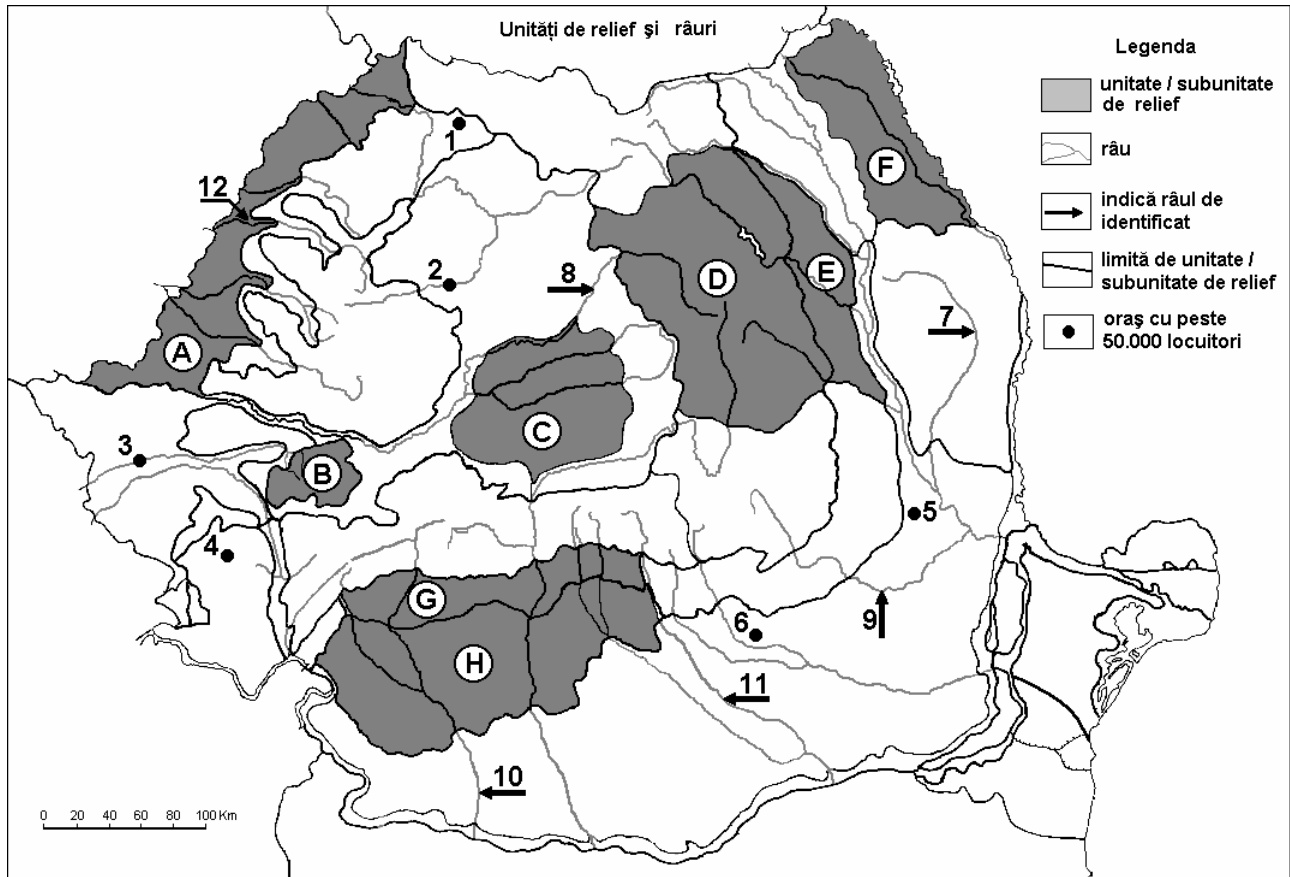 Unități de relief şi râuri
Legenda
unitate / subunitate
de relief
râu
indică râul de
identificat
limită de unitate /
subunitate de relief
oraş cu peste
50.000 locuitori
1
12
F
2
8
D
E
7
A
3
C
B
5
4
G
6
9
H
11
10
0 20 40 60 80 100 Km